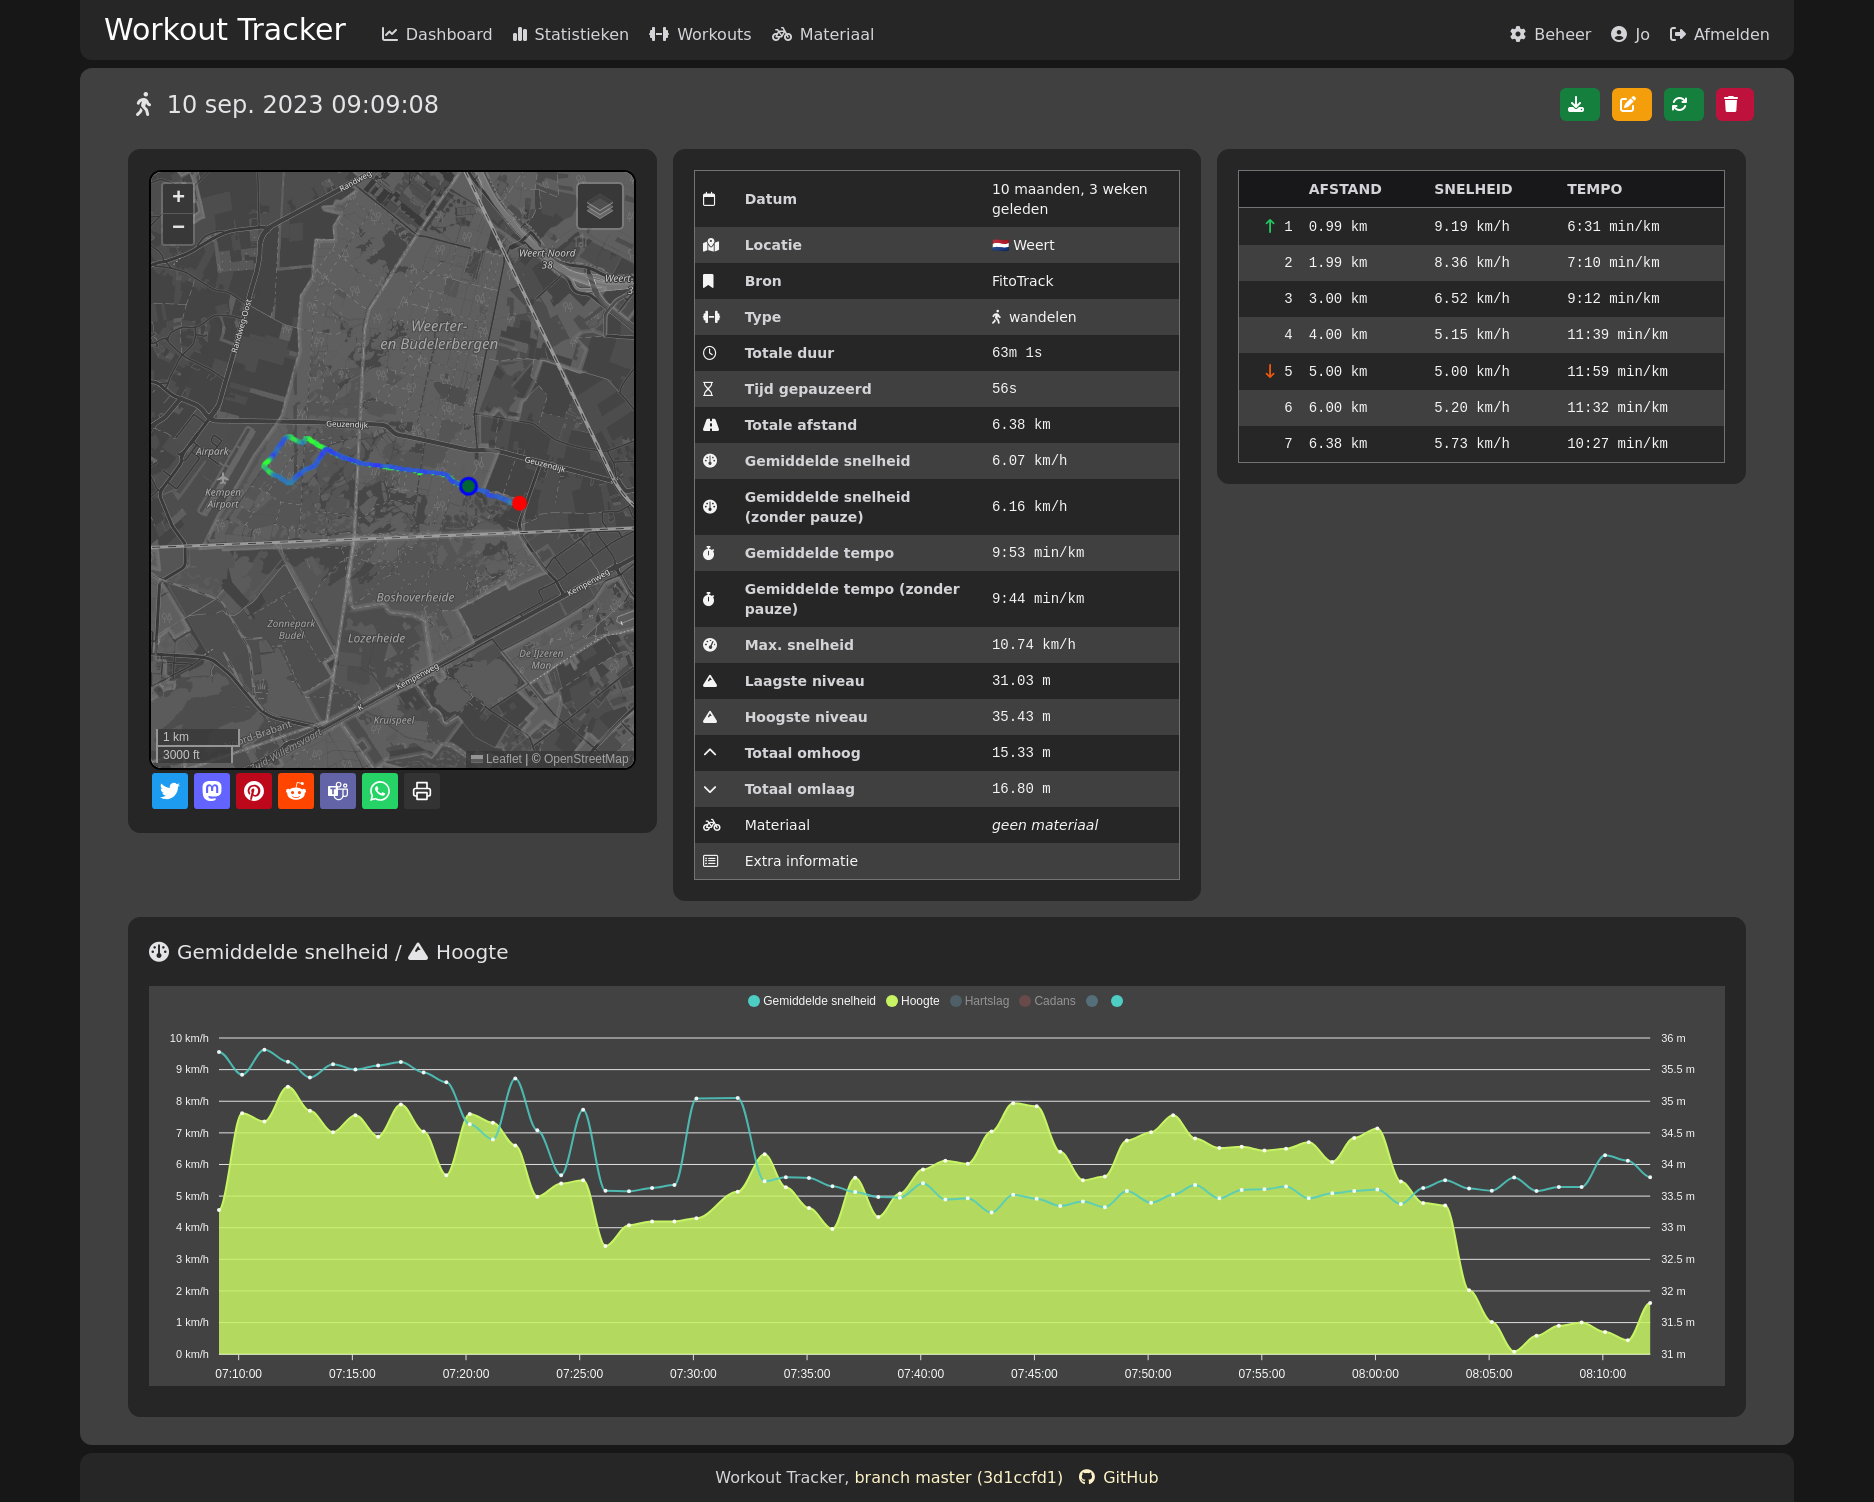 Workout Tracker
Dashboard
Statistieken
Workouts
Materiaal
Beheer
Jo
Afmelden
10 sep. 2023 09:09:08
+
−
Randweg
Weert-Noord
38
Weert-
Randweg-Oost
Weerter-
en Budelerbergen
Geuzendijk
Airpark
Geuzendijk
Kempen
Airport
Kempenweg
Boshoverheide
Zonnepark
Budel
Lozerheide
De IJzeren
Man
Kempenweg
K
Kruispeel
ord-Brabant
Zuid-Willemsvaart
1 km
3000 ft
Leaflet | © OpenStreetMap
Datum 10 maanden, 3 weken
geleden
Locatie 🇳🇱 Weert
Bron FitoTrack
Type wandelen
Totale duur 63m 1s
Tijd gepauzeerd 56s
Totale afstand 6.38 km
Gemiddelde snelheid 6.07 km/h
Gemiddelde snelheid
(zonder pauze) 6.16 km/h
Gemiddelde tempo 9:53 min/km
Gemiddelde tempo (zonder
pauze) 9:44 min/km
Max. snelheid 10.74 km/h
Laagste niveau 31.03 m
Hoogste niveau 35.43 m
Totaal omhoog 15.33 m
Totaal omlaag 16.80 m
Materiaal geen materiaal
Extra informatie
AFSTAND SNELHEID TEMPO
↑ 1 0.99 km 9.19 km/h 6:31 min/km
2 1.99 km 8.36 km/h 7:10 min/km
3 3.00 km 6.52 km/h 9:12 min/km
4 4.00 km 5.15 km/h 11:39 min/km
↓ 5 5.00 km 5.00 km/h 11:59 min/km
6 6.00 km 5.20 km/h 11:32 min/km
7 6.38 km 5.73 km/h 10:27 min/km
Gemiddelde snelheid / Hoogte
Gemiddelde snelheid Hoogte Hartslag Cadans
10 km/h 36 m
9 km/h 35.5 m
8 km/h 35 m
7 km/h 34.5 m
6 km/h 34 m
5 km/h 33.5 m
4 km/h 33 m
3 km/h 32.5 m
2 km/h 32 m
1 km/h 31.5 m
0 km/h 31 m
07:10:00 07:15:00 07:20:00 07:25:00 07:30:00 07:35:00 07:40:00 07:45:00 07:50:00 07:55:00 08:00:00 08:05:00 08:10:00
Workout Tracker, branch master (3d1ccfd1) GitHub